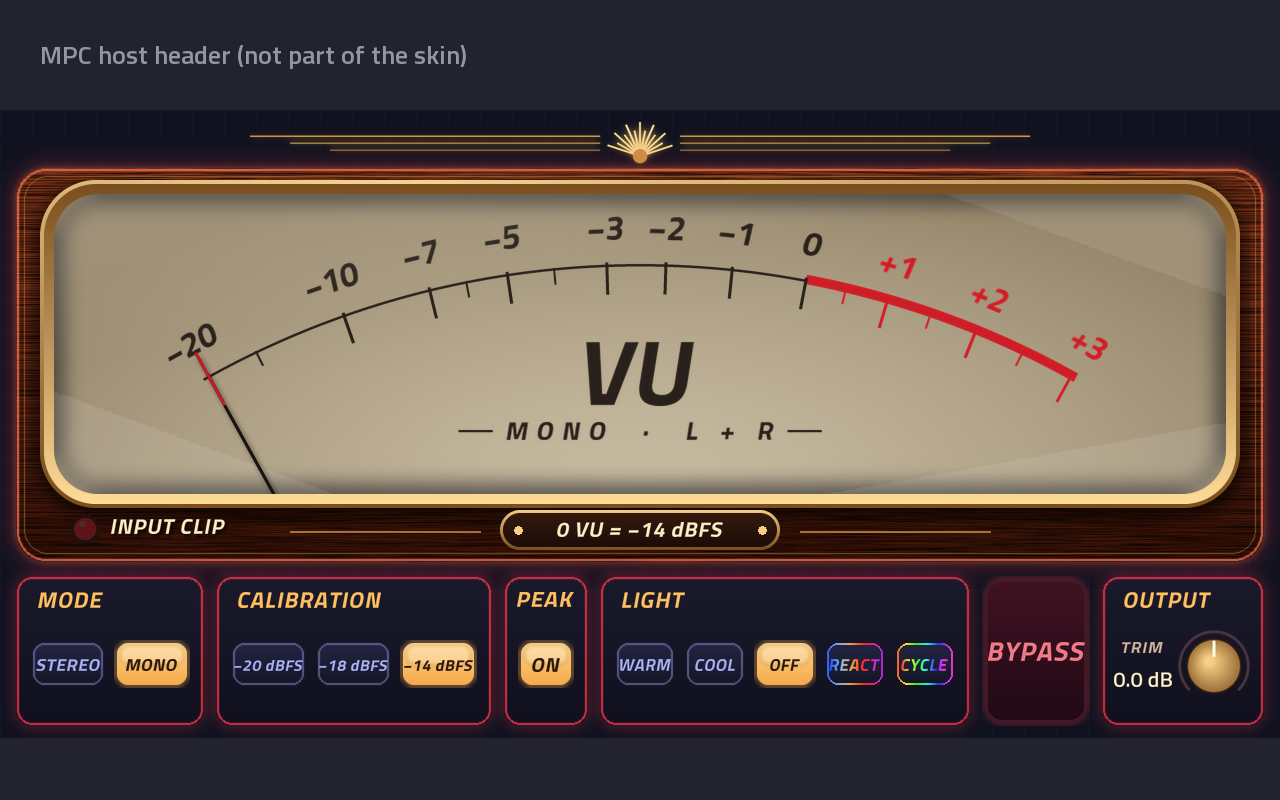 MPC host header (not part of the skin)
−20 −10 −7 −5 −3 −2 −1 0 +1 +2 +3
VU
MONO · L + R
INPUT CLIP
0 VU = −14 dBFS
MODE
STEREO MONO
CALIBRATION
−20 dBFS −18 dBFS −14 dBFS
PEAK
ON
LIGHT
WARM COOL OFF REACT CYCLE
BYPASS
OUTPUT
TRIM
0.0 dB